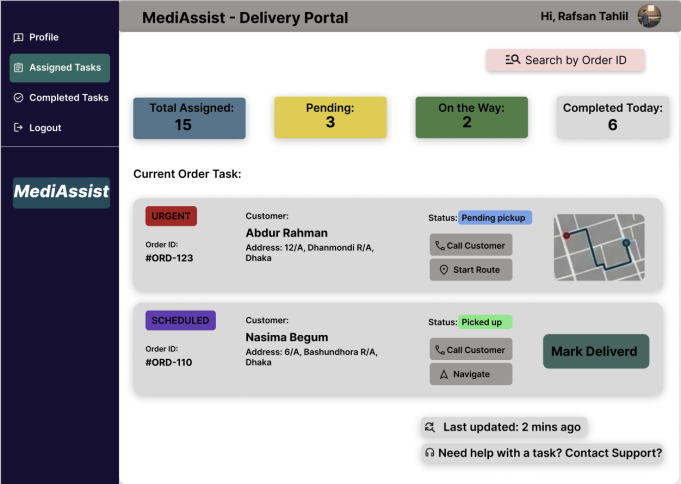 MediAssist - Delivery Portal
Hi, Rafsan Tahlil
Profile
Assigned Tasks
Completed Tasks
Logout
MediAssist
Search by Order ID
Total Assigned:
15
Pending:
3
On the Way:
2
Completed Today:
6
Current Order Task:
URGENT
Order ID:
#ORD-123
Customer:
Abdur Rahman
Address: 12/A, Dhanmondi R/A,
Dhaka
Status: Pending pickup
Call Customer
Start Route
SCHEDULED
Order ID:
#ORD-110
Customer:
Nasima Begum
Address: 6/A, Bashundhora R/A,
Dhaka
Status: Picked up
Call Customer
Navigate
Mark Deliverd
Last updated: 2 mins ago
Need help with a task? Contact Support?